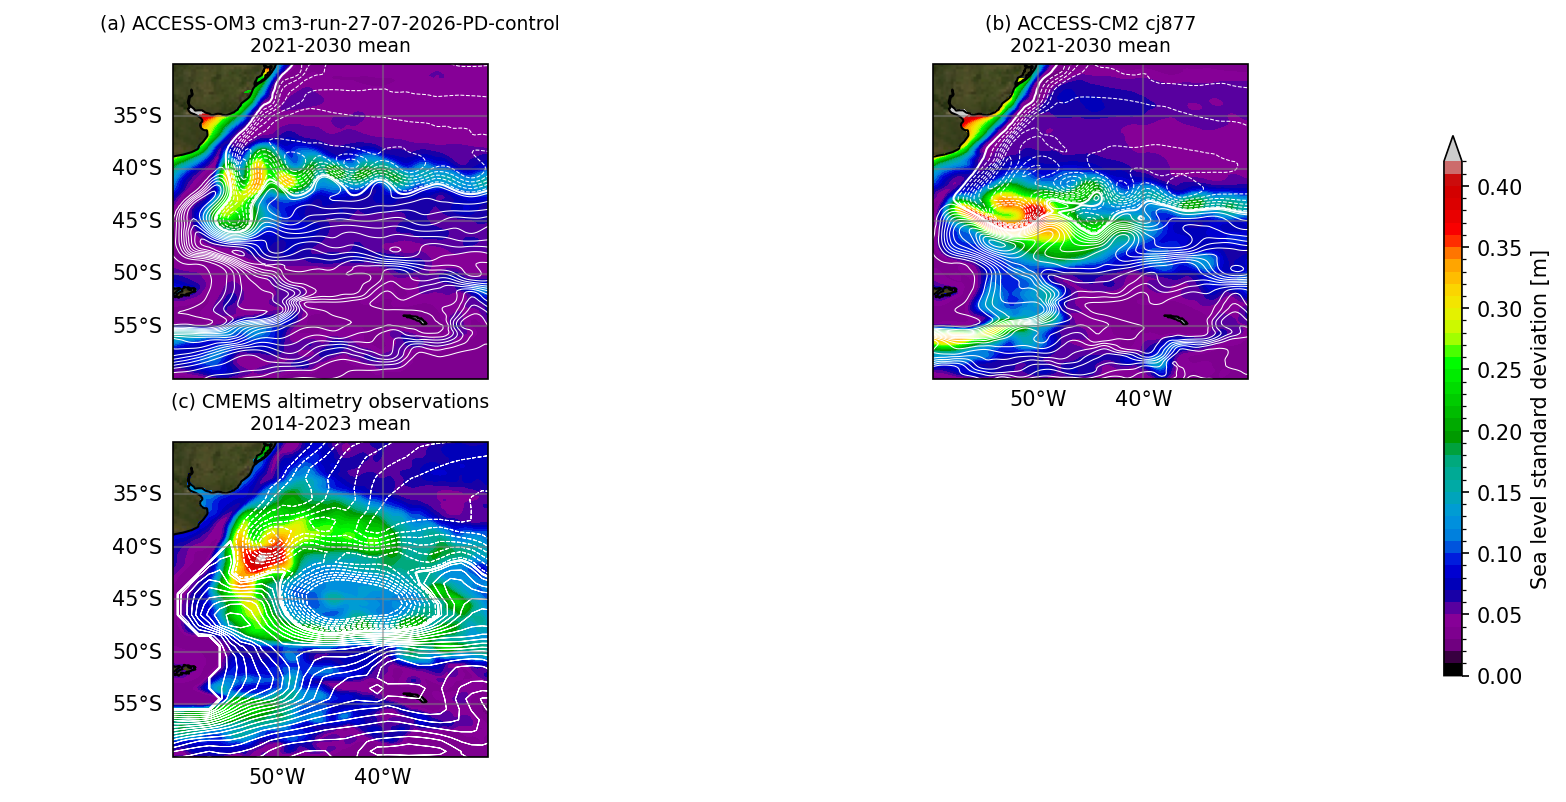 (a) ACCESS-OM3 cm3-run-27-07-2026-PD-control
2021-2030 mean
(b) ACCESS-CM2 cj877
2021-2030 mean
35°S
40°S
45°S
50°S
55°S
50°W
40°W
(c) CMEMS altimetry observations
2014-2023 mean
35°S
40°S
45°S
50°S
55°S
50°W
40°W
0.40
0.35
0.30
0.25
0.20
0.15
0.10
0.05
0.00
Sea level standard deviation [m]